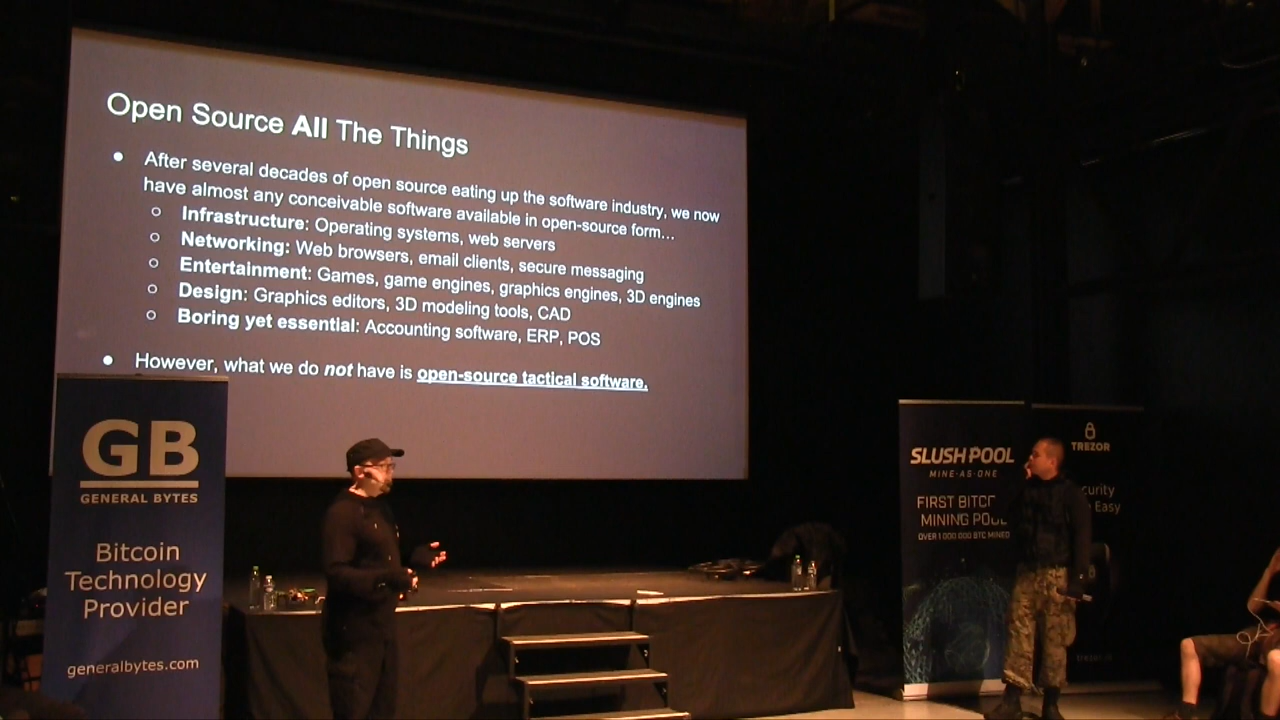 Open Source All The Things
● After several decades of open source eating up the software industry, we now
have almost any conceivable software available in open-source form...
○ Infrastructure: Operating systems, web servers
○ Networking: Web browsers, email clients, secure messaging
○ Entertainment: Games, game engines, graphics engines, 3D engines
○ Design: Graphics editors, 3D modeling tools, CAD
○ Boring yet essential: Accounting software, ERP, POS
● However, what we do not have is open-source tactical software.
GB
GENERAL BYTES
Bitcoin
Technology
Provider
generalbytes.com
SLUSH POOL
MINE-AS-ONE
FIRST BITC
MINING POOL
OVER 1 000 000 BTC MINED
TREZOR
curity
Easy